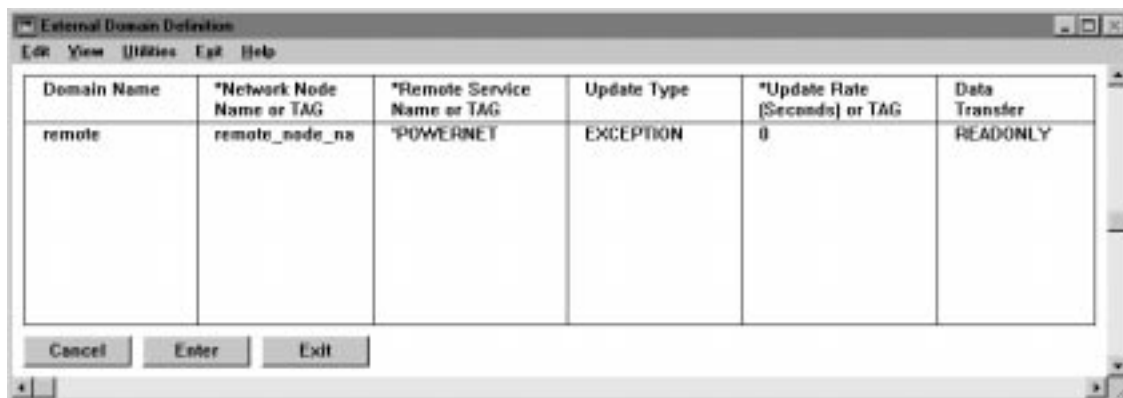 External Domain Definition
Edit View Utilities Exit Help
Domain Name *Network Node Name or TAG *Remote Service Name or TAG Update Type *Update Rate (Seconds) or TAG Data Transfer
remote remote_node_na *POWERNET EXCEPTION 0 READONLY
Cancel Enter Exit